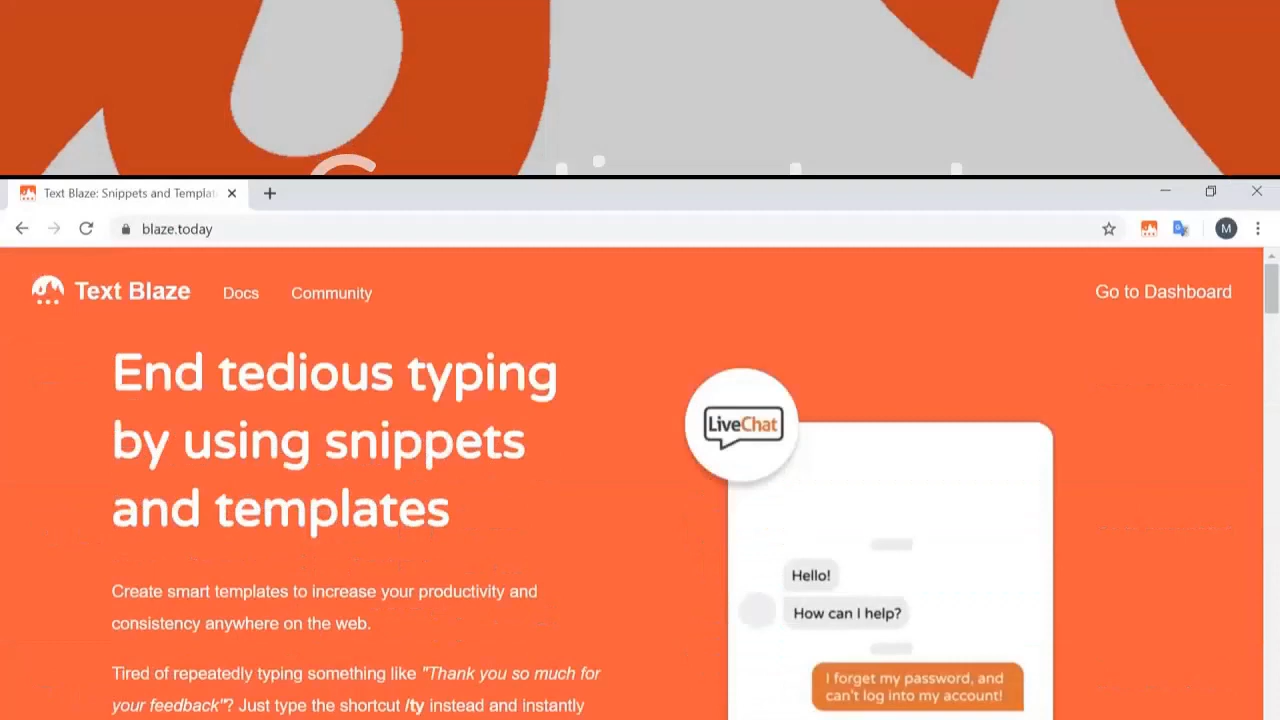 Text Blaze: Snippets and Templat
blaze.today
M
Text Blaze
Docs
Community
Go to Dashboard
End tedious typing
by using snippets
and templates
Create smart templates to increase your productivity and
consistency anywhere on the web.
Tired of repeatedly typing something like "Thank you so much for
your feedback"? Just type the shortcut /ty instead and instantly
LiveChat
Hello!
How can I help?
I forget my password, and
can't log into my account!